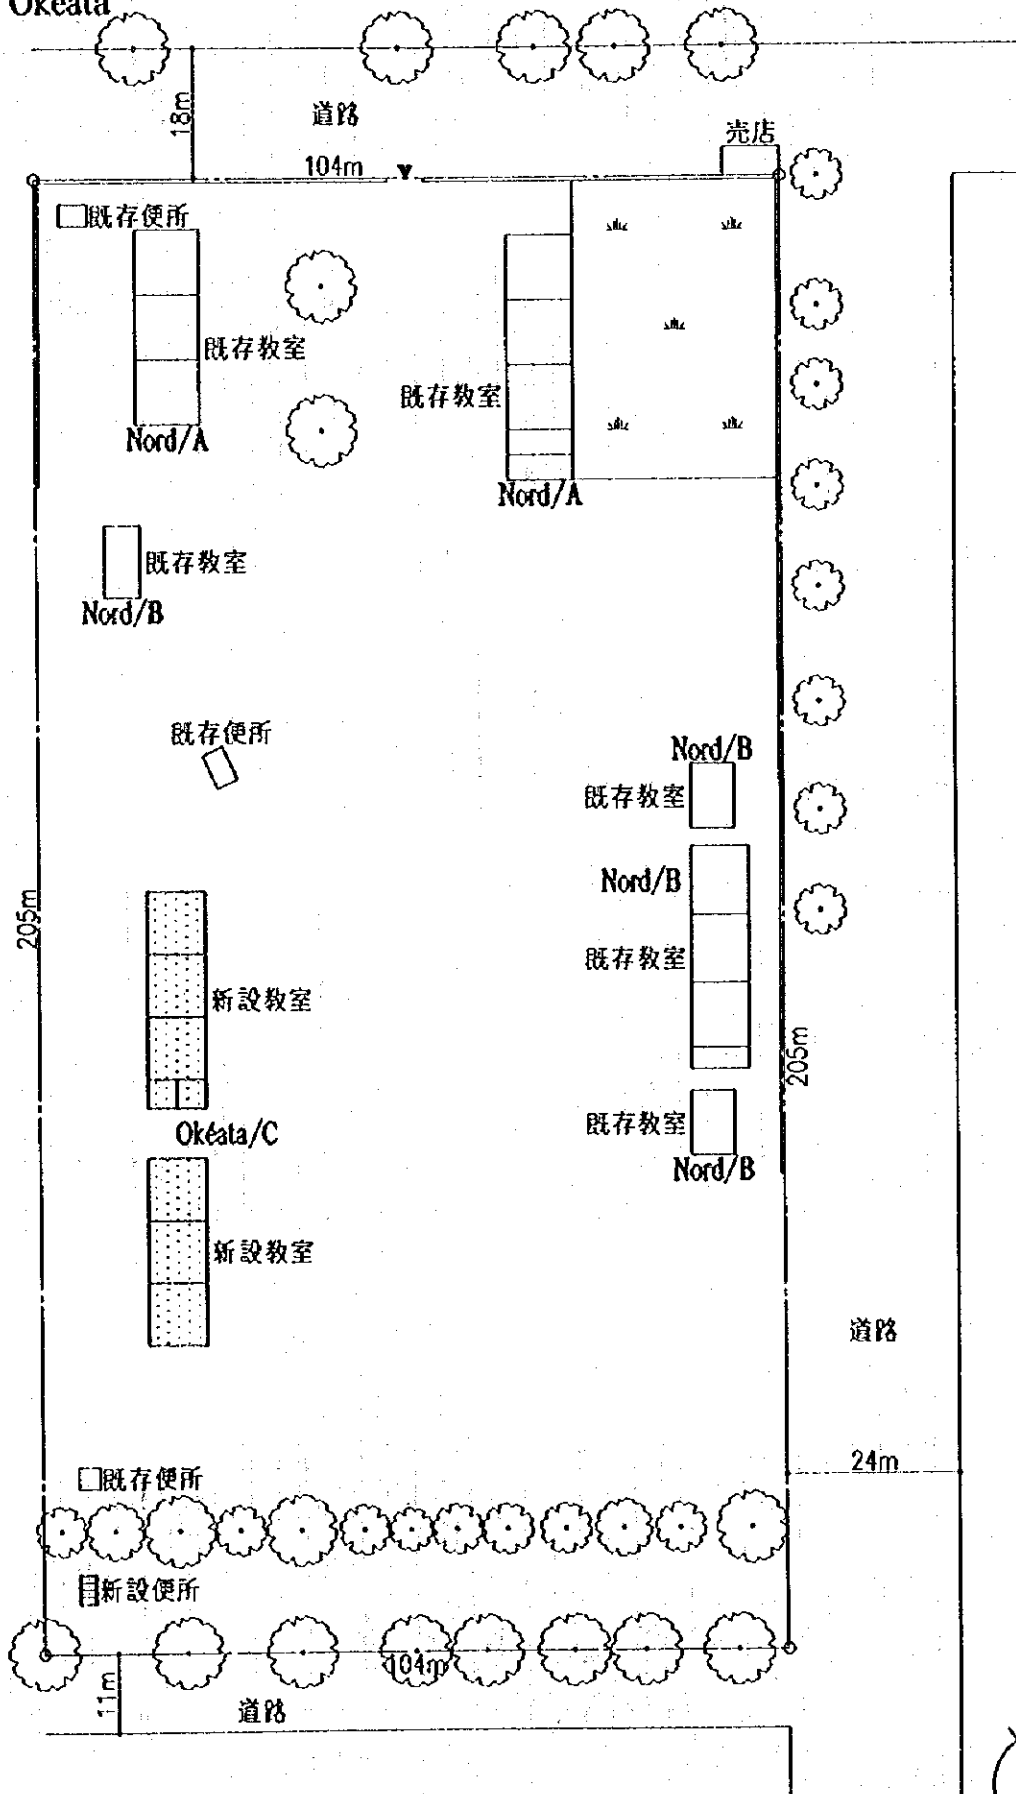 Okéata
18m
道路
売店
104m
既存便所
既存教室
既存教室
Nord/A
Nord/A
既存教室
Nord/B
既存便所
Nord/B
既存教室
Nord/B
205m
既存教室
新設教室
205m
既存教室
Okéata/C
Nord/B
新設教室
道路
24m
既存便所
新設便所
104m
11m
道路